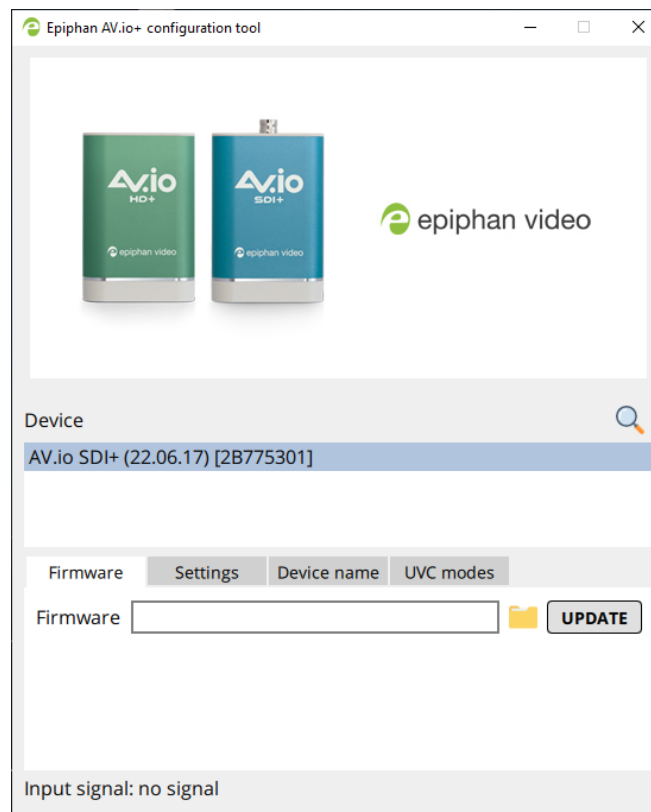 Epiphan AV.io+ configuration tool
AV.io
HD+
epiphan video
AV.io
SDI+
epiphan video
epiphan video
Device
AV.io SDI+ (22.06.17) [2B775301]
Firmware Settings Device name UVC modes
Firmware UPDATE
Input signal: no signal